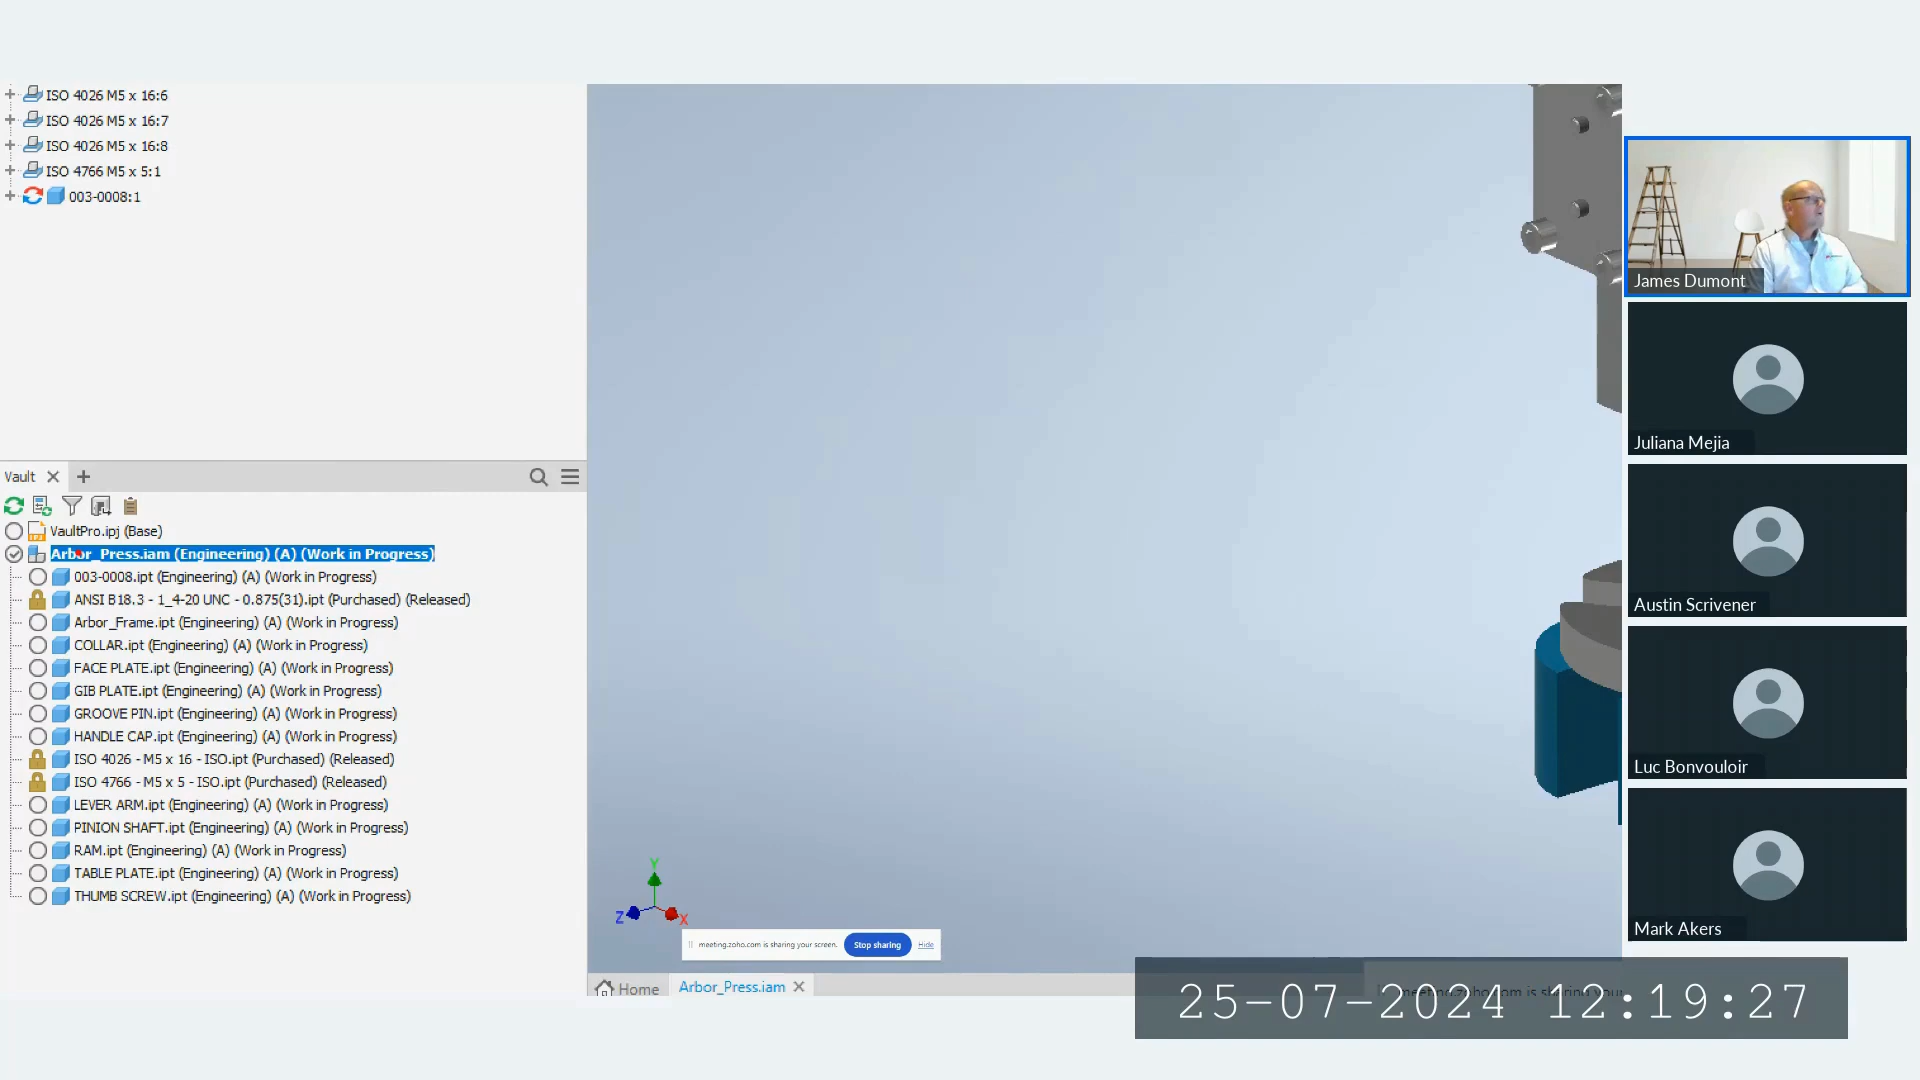 ISO 4026 M5 x 16:6
ISO 4026 M5 x 16:7
ISO 4026 M5 x 16:8
ISO 4766 M5 x 5:1
003-0008:1
Vault
VaultPro.ipj (Base)
Arbor_Press.iam (Engineering) (A) (Work in Progress)
003-0008.ipt (Engineering) (A) (Work in Progress)
ANSI B18.3 - 1_4-20 UNC - 0.875(31).ipt (Purchased) (Released)
Arbor_Frame.ipt (Engineering) (A) (Work in Progress)
COLLAR.ipt (Engineering) (A) (Work in Progress)
FACE PLATE.ipt (Engineering) (A) (Work in Progress)
GIB PLATE.ipt (Engineering) (A) (Work in Progress)
GROOVE PIN.ipt (Engineering) (A) (Work in Progress)
HANDLE CAP.ipt (Engineering) (A) (Work in Progress)
ISO 4026 - M5 x 16 - ISO.ipt (Purchased) (Released)
ISO 4766 - M5 x 5 - ISO.ipt (Purchased) (Released)
LEVER ARM.ipt (Engineering) (A) (Work in Progress)
PINION SHAFT.ipt (Engineering) (A) (Work in Progress)
RAM.ipt (Engineering) (A) (Work in Progress)
TABLE PLATE.ipt (Engineering) (A) (Work in Progress)
THUMB SCREW.ipt (Engineering) (A) (Work in Progress)
Y
Z
X
meeting.zoho.com is sharing your screen.
Stop sharing
Hide
Home
Arbor_Press.iam
James Dumont
Juliana Mejia
Austin Scrivener
Luc Bonvouloir
Mark Akers
meeting.zoho.com is sharing your
25-07-2024 12:19:27